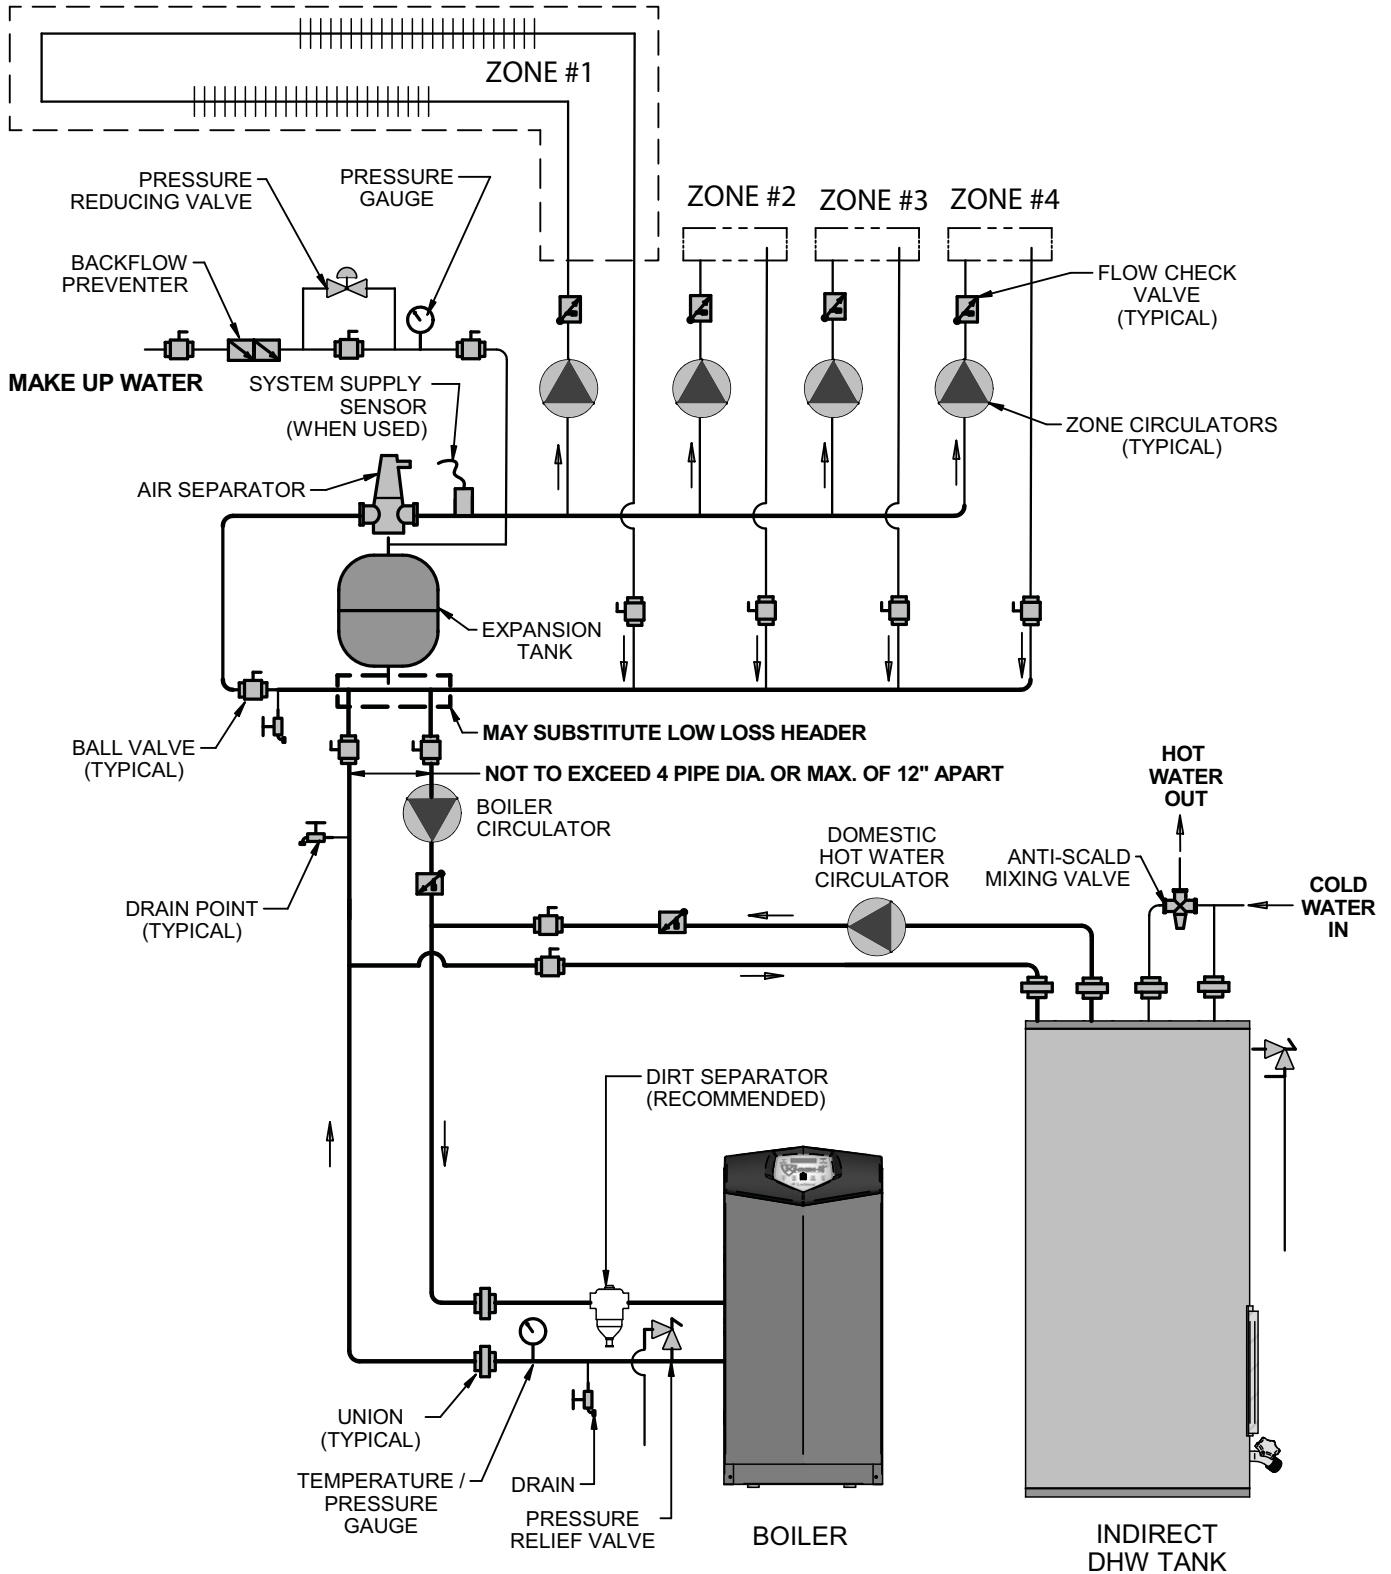 ZONE #1
PRESSURE
REDUCING VALVE
PRESSURE
GAUGE
ZONE #2
ZONE #3
ZONE #4
BACKFLOW
PREVENTER
FLOW CHECK
VALVE
(TYPICAL)
MAKE UP WATER
SYSTEM SUPPLY
SENSOR
(WHEN USED)
ZONE CIRCULATORS
(TYPICAL)
AIR SEPARATOR
EXPANSION
TANK
MAY SUBSTITUTE LOW LOSS HEADER
BALL VALVE
(TYPICAL)
NOT TO EXCEED 4 PIPE DIA. OR MAX. OF 12" APART
HOT
WATER
OUT
BOILER
CIRCULATOR
DOMESTIC
HOT WATER
CIRCULATOR
ANTI-SCALD
MIXING VALVE
COLD
WATER
IN
DRAIN POINT
(TYPICAL)
DIRT SEPARATOR
(RECOMMENDED)
UNION
(TYPICAL)
TEMPERATURE /
PRESSURE
GAUGE
DRAIN
PRESSURE
RELIEF VALVE
BOILER
INDIRECT
DHW TANK